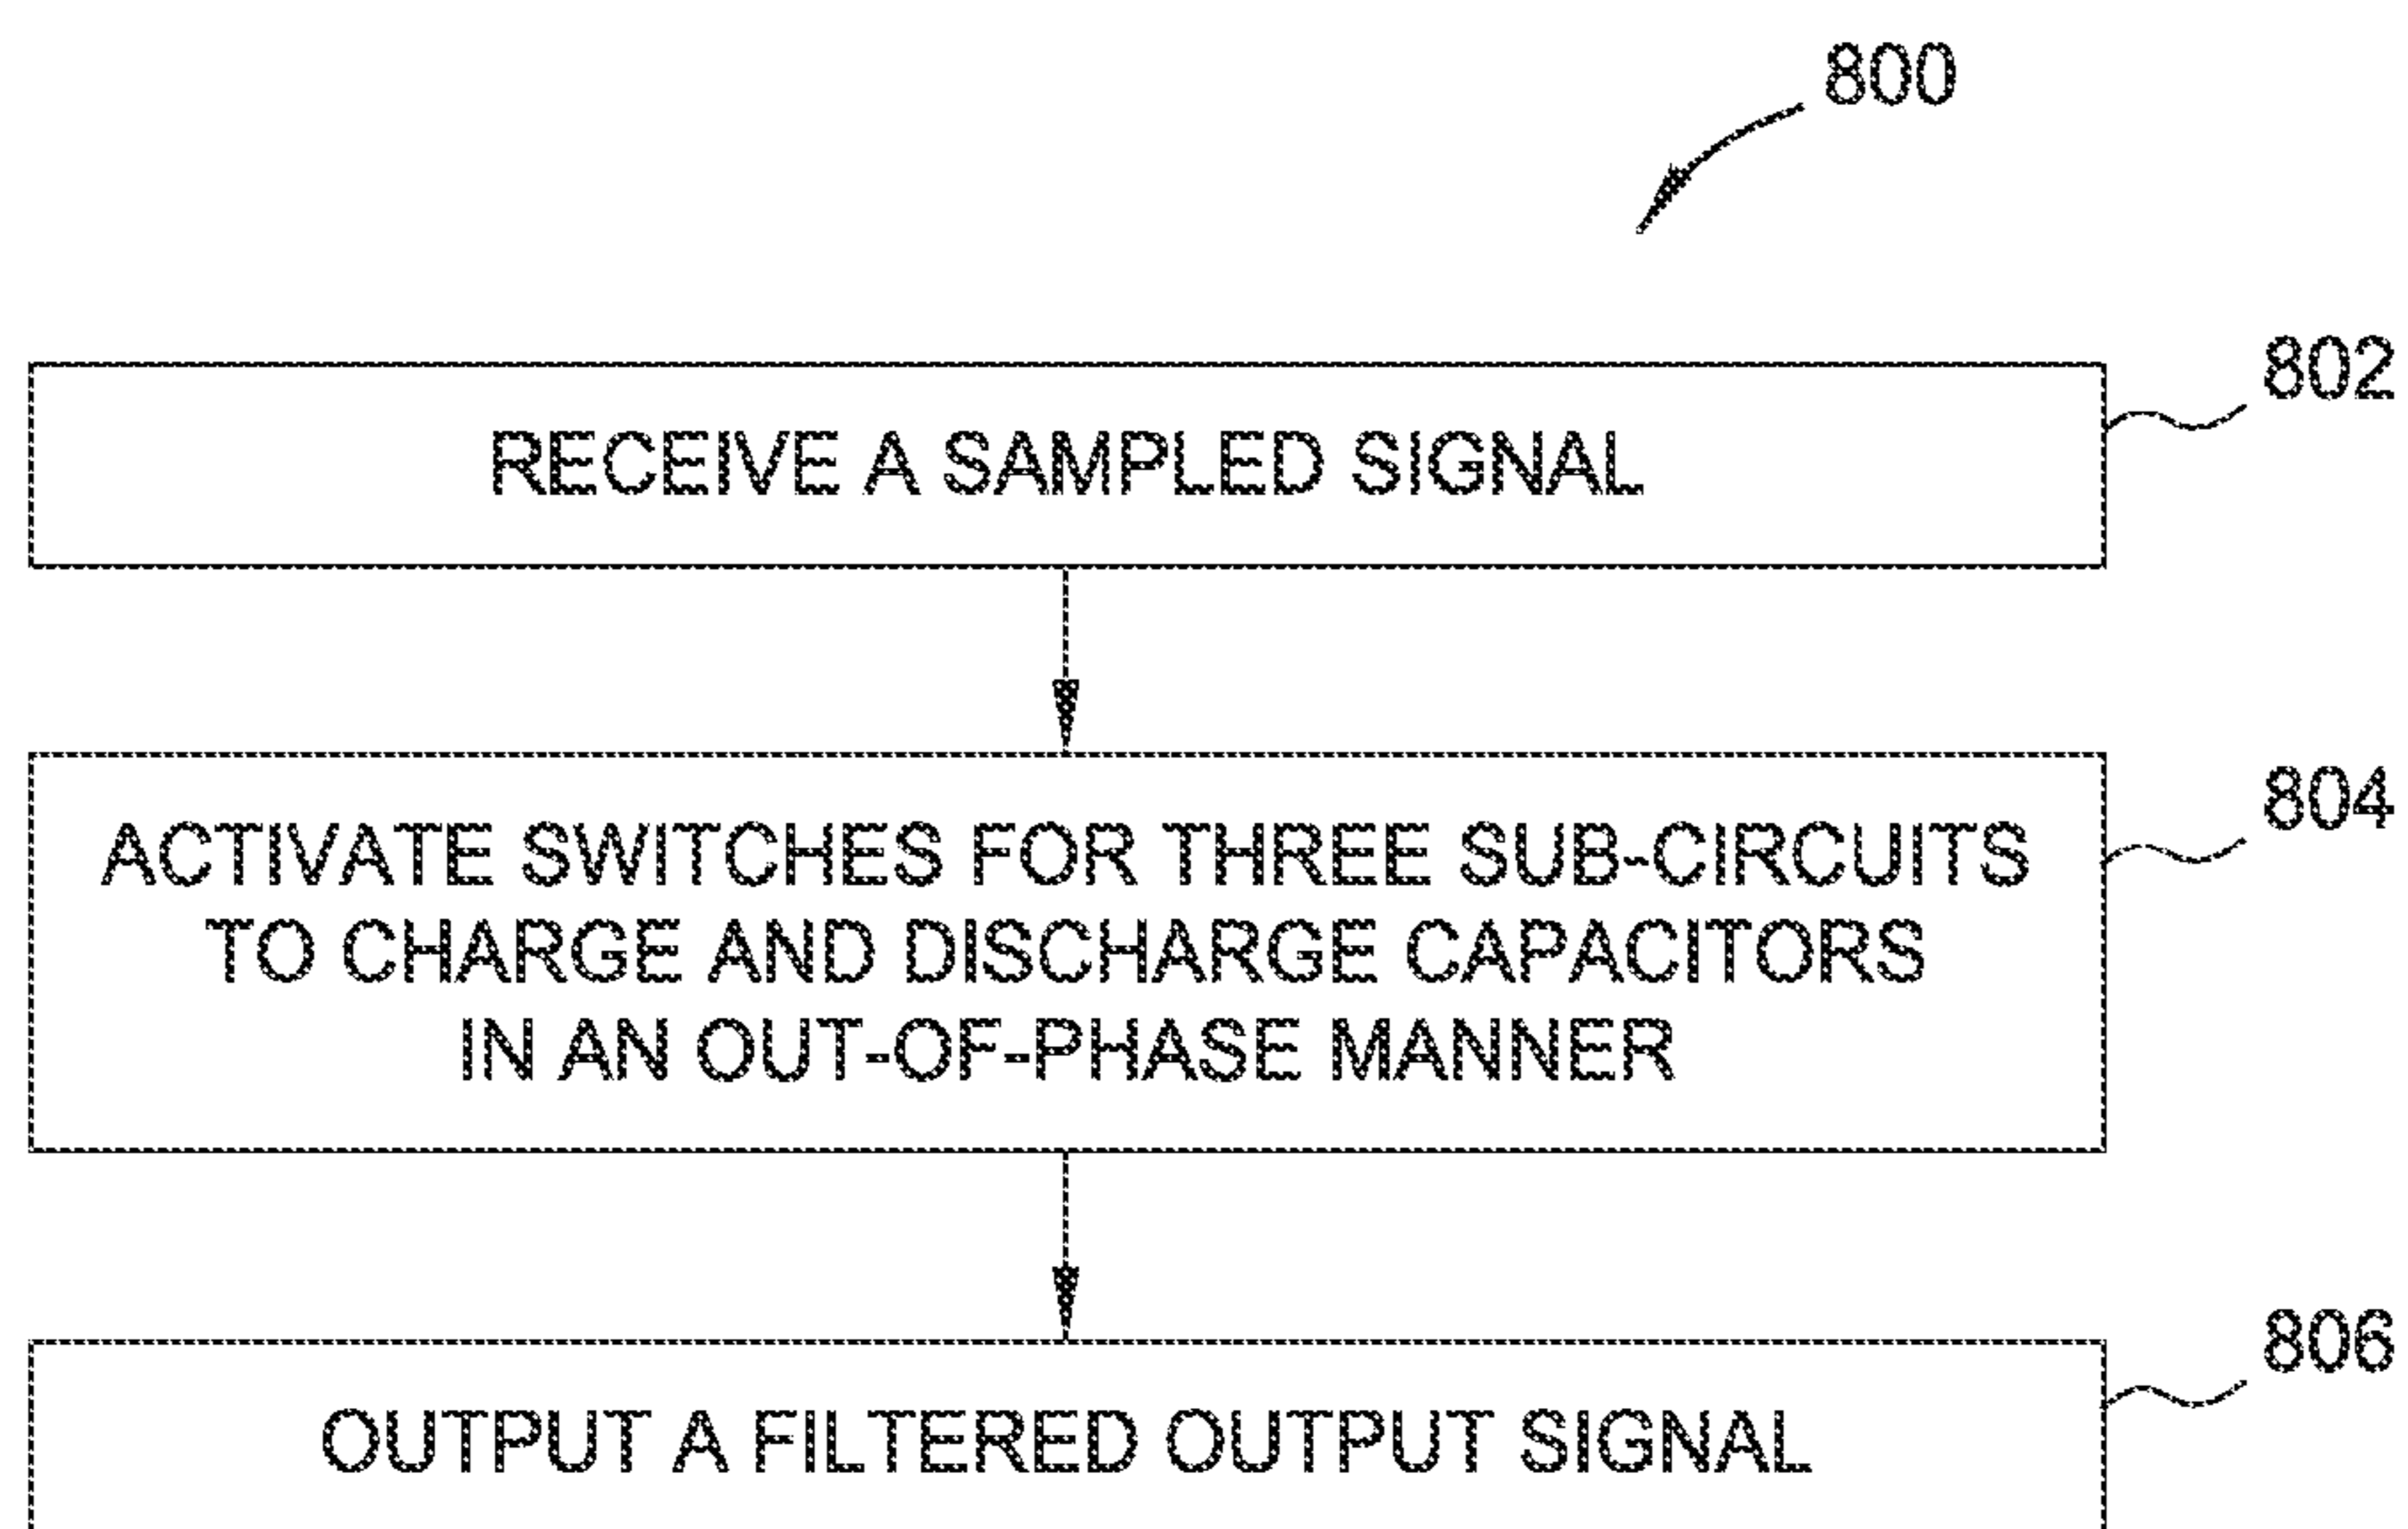 800
802
RECEIVE A SAMPLED SIGNAL
804
ACTIVATE SWITCHES FOR THREE SUB-CIRCUITS
TO CHARGE AND DISCHARGE CAPACITORS
IN AN OUT-OF-PHASE MANNER
806
OUTPUT A FILTERED OUTPUT SIGNAL